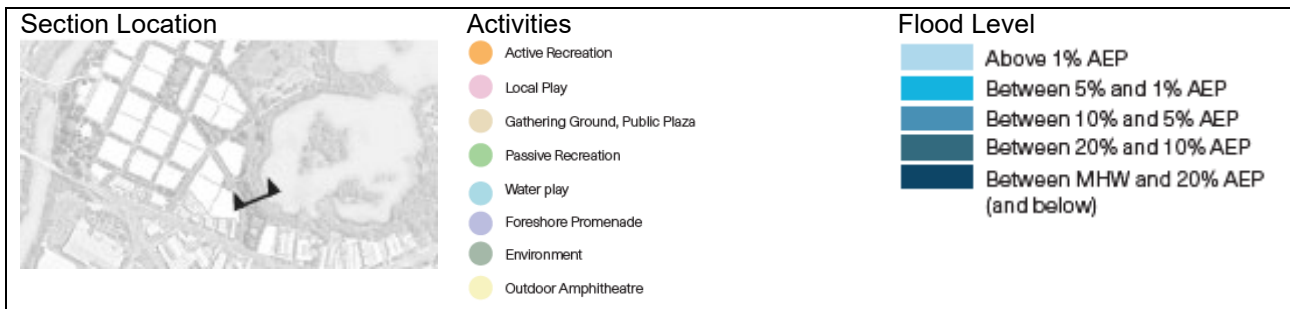 Section Location
Activities
Active Recreation
Local Play
Gathering Ground, Public Plaza
Passive Recreation
Water play
Foreshore Promenade
Environment
Outdoor Amphitheatre
Flood Level
Above 1% AEP
Between 5% and 1% AEP
Between 10% and 5% AEP
Between 20% and 10% AEP
Between MHW and 20% AEP
(and below)